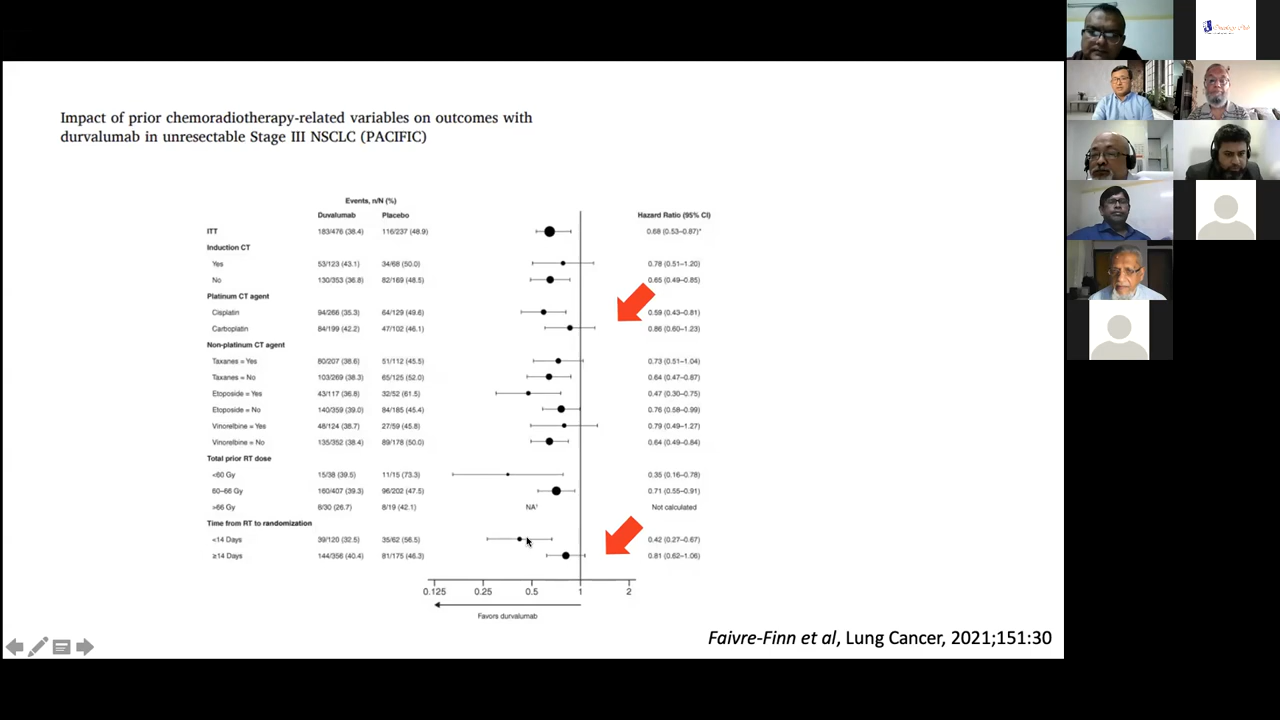 Impact of prior chemoradiotherapy-related variables on outcomes with
durvalumab in unresectable Stage III NSCLC (PACIFIC)
Events, n/N (%)
Duvalumab Placebo Hazard Ratio (95% CI)
ITT 183/476 (38.4) 116/237 (48.9) 0.68 (0.53–0.87)*
Induction CT
Yes 53/123 (43.1) 34/68 (50.0) 0.78 (0.51–1.20)
No 130/353 (36.8) 82/169 (48.5) 0.65 (0.49–0.85)
Platinum CT agent
Cisplatin 94/266 (35.3) 64/129 (49.6) 0.59 (0.43–0.81)
Carboplatin 84/199 (42.2) 47/102 (46.1) 0.86 (0.60–1.23)
Non-platinum CT agent
Taxanes = Yes 80/207 (38.6) 51/112 (45.5) 0.73 (0.51–1.04)
Taxanes = No 103/269 (38.3) 65/125 (52.0) 0.64 (0.47–0.87)
Etoposide = Yes 43/117 (36.8) 32/52 (61.5) 0.47 (0.30–0.75)
Etoposide = No 140/359 (39.0) 84/185 (45.4) 0.76 (0.58–0.99)
Vinorelbine = Yes 48/124 (38.7) 27/59 (45.8) 0.79 (0.49–1.27)
Vinorelbine = No 135/352 (38.4) 89/178 (50.0) 0.64 (0.49–0.84)
Total prior RT dose
<60 Gy 15/38 (39.5) 11/15 (73.3) 0.35 (0.16–0.78)
60–66 Gy 160/407 (39.3) 96/202 (47.5) 0.71 (0.55–0.91)
>66 Gy 8/30 (26.7) 8/19 (42.1) NA¹ Not calculated
Time from RT to randomization
<14 Days 39/120 (32.5) 35/62 (56.5) 0.42 (0.27–0.67)
≥14 Days 144/356 (40.4) 81/175 (46.3) 0.81 (0.62–1.06)
0.125 0.25 0.5 1 2
Favors durvalumab
Faivre-Finn et al, Lung Cancer, 2021;151:30